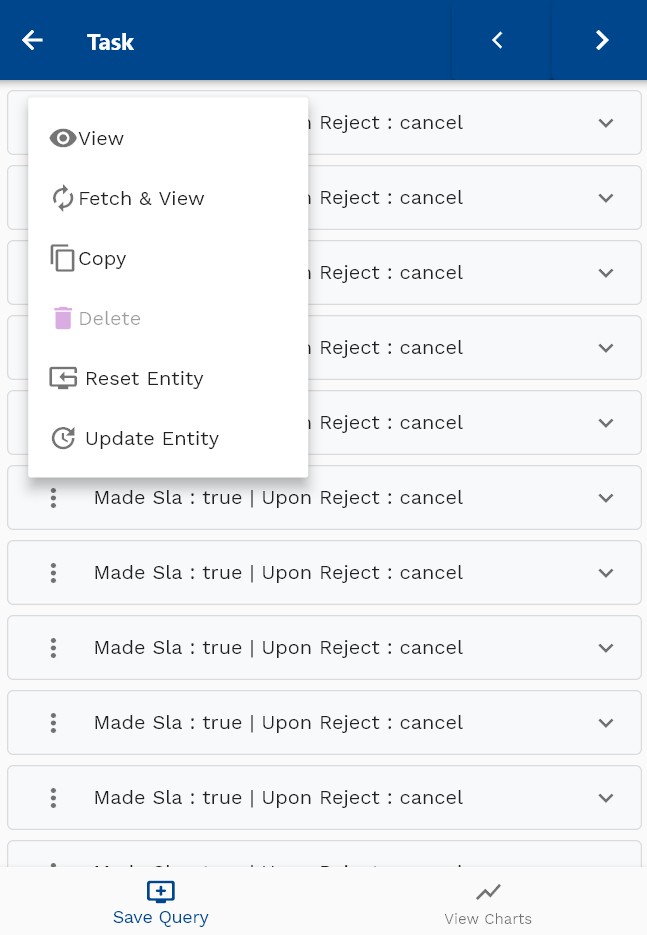 Task
Reject : cancel
View
Reject : cancel
Fetch & View
Reject : cancel
Copy
Reject : cancel
Delete
Reject : cancel
Reset Entity
Update Entity
Made Sla : true | Upon Reject : cancel
Made Sla : true | Upon Reject : cancel
Made Sla : true | Upon Reject : cancel
Made Sla : true | Upon Reject : cancel
Made Sla : true | Upon Reject : cancel
Save Query
View Charts